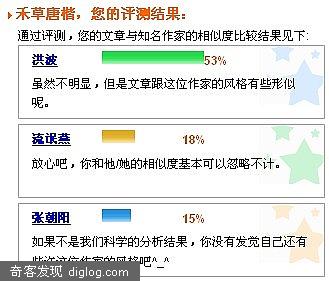 禾草唐楷，您的评测结果：
通过评测，您的文章与知名作家的相似度比较结果见下：
洪波 53%
虽然不明显，但是文章跟这位作家的风格有些形似
呢。
流氓燕 18%
放心吧，你和他/她的相似度基本可以忽略不计。
张朝阳 15%
如果不是我们科学的分析结果，你没有发觉自己还有
些许这位作家的风格吧^_^
奇客发现 diglog.com